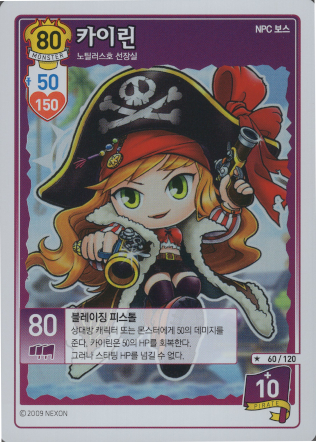 80
MONSTER
카이린
노틸러스호 선장실
NPC 보스
50
150
80
블레이징 피스톨
상대방 캐릭터 또는 몬스터에게 50의 데미지를
준다. 카이린은 50의 HP를 회복한다.
그러나 스타팅 HP를 넘길 수 없다.
★ 60/120
+10
PIRATE
© 2009 NEXON